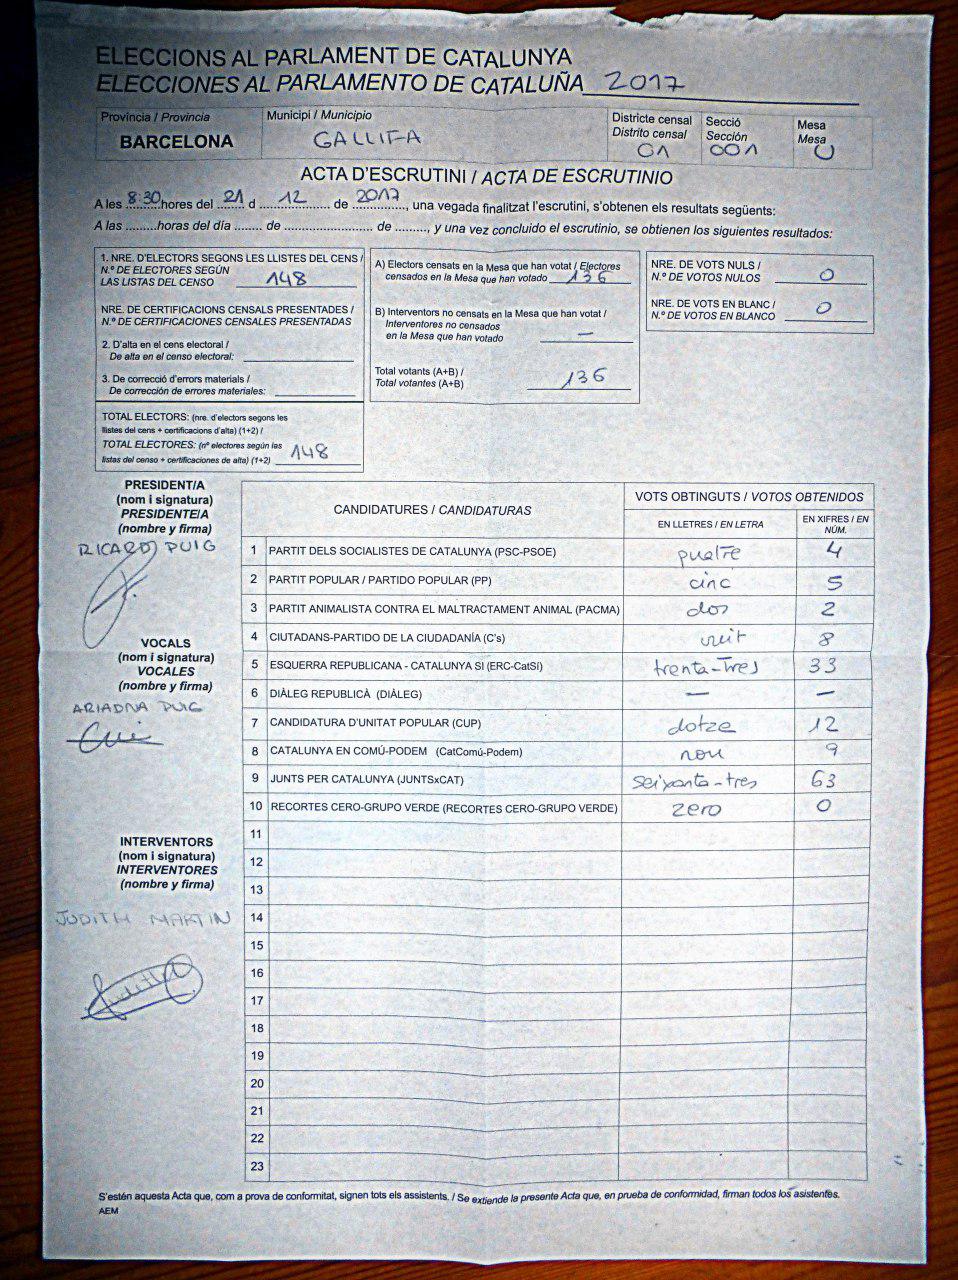 ELECCIONS AL PARLAMENT DE CATALUNYA
ELECCIONES AL PARLAMENTO DE CATALUÑA 2017
Província / Provincia
BARCELONA
Municipi / Municipio
GALLIFA
Districte censal
Distrito censal
01
Secció
Sección
001
Mesa
Mesa
U
ACTA D'ESCRUTINI / ACTA DE ESCRUTINIO
A les 8:30 hores del 21 d 12 de 2017, una vegada finalitzat l'escrutini, s'obtenen els resultats següents:
A las .........horas del día ........ de ......................... de ........., y una vez concluido el escrutinio, se obtienen los siguientes resultados:
1. NRE. D'ELECTORS SEGONS LES LLISTES DEL CENS /
N.º DE ELECTORES SEGÚN
LAS LISTAS DEL CENSO 148
NRE. DE CERTIFICACIONS CENSALS PRESENTADES /
N.º DE CERTIFICACIONES CENSALES PRESENTADAS
2. D'alta en el cens electoral /
De alta en el censo electoral:
3. De correcció d'errors materials /
De corrección de errores materiales:
TOTAL ELECTORS: (nre. d'electors segons les
llistes del cens + certificacions d'alta) (1+2) /
TOTAL ELECTORES: (nº electores según las
listas del censo + certificaciones de alta) (1+2) 148
A) Electors censats en la Mesa que han votat / Electores
censados en la Mesa que han votado 136
B) Interventors no censats en la Mesa que han votat /
Interventores no censados
en la Mesa que han votado —
Total votants (A+B) /
Total votantes (A+B) 136
NRE. DE VOTS NULS /
N.º DE VOTOS NULOS 0
NRE. DE VOTS EN BLANC /
N.º DE VOTOS EN BLANCO 0
PRESIDENT/A
(nom i signatura)
PRESIDENTE/A
(nombre y firma)
RICARD PUIG
VOCALS
(nom i signatura)
VOCALES
(nombre y firma)
ARIADNA PUIG
INTERVENTORS
(nom i signatura)
INTERVENTORES
(nombre y firma)
JUDITH MARTIN
CANDIDATURES / CANDIDATURAS
VOTS OBTINGUTS / VOTOS OBTENIDOS
EN LLETRES / EN LETRA
EN XIFRES / EN NÚM.
1 PARTIT DELS SOCIALISTES DE CATALUNYA (PSC-PSOE) quatre 4
2 PARTIT POPULAR / PARTIDO POPULAR (PP) cinc 5
3 PARTIT ANIMALISTA CONTRA EL MALTRACTAMENT ANIMAL (PACMA) dos 2
4 CIUTADANS-PARTIDO DE LA CIUDADANÍA (C's) vuit 8
5 ESQUERRA REPUBLICANA - CATALUNYA SÍ (ERC-CatSí) trenta-tres 33
6 DIÀLEG REPUBLICÀ (DIÀLEG) — —
7 CANDIDATURA D'UNITAT POPULAR (CUP) dotze 12
8 CATALUNYA EN COMÚ-PODEM (CatComú-Podem) nou 9
9 JUNTS PER CATALUNYA (JUNTSxCAT) seixanta-tres 63
10 RECORTES CERO-GRUPO VERDE (RECORTES CERO-GRUPO VERDE) zero 0
11
12
13
14
15
16
17
18
19
20
21
22
23
S'estén aquesta Acta que, com a prova de conformitat, signen tots els assistents. / Se extiende la presente Acta que, en prueba de conformidad, firman todos los asistentes.
AEM